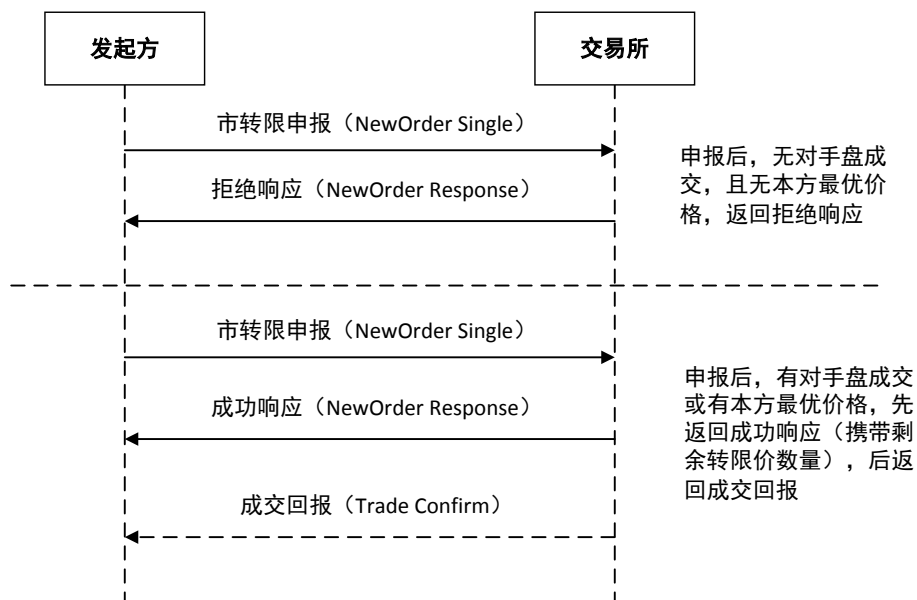 发起方
交易所
市转限申报（NewOrder Single）
拒绝响应（NewOrder Response）
申报后，无对手盘成
交，且无本方最优价
格，返回拒绝响应
市转限申报（NewOrder Single）
成功响应（NewOrder Response）
成交回报（Trade Confirm）
申报后，有对手盘成交
或有本方最优价格，先
返回成功响应（携带剩
余转限价数量），后返
回成交回报